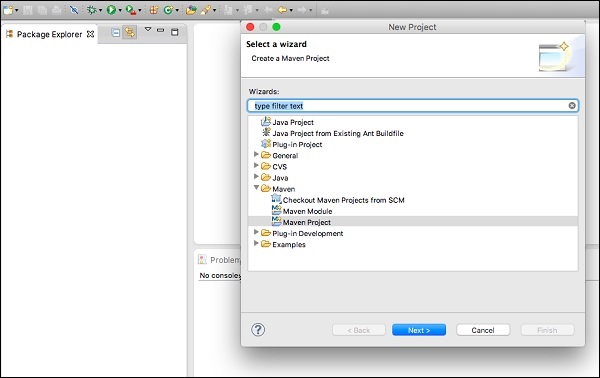 New Project
Package Explorer
Select a wizard
Create a Maven Project
Wizards:
type filter text
Java Project
Java Project from Existing Ant Buildfile
Plug-in Project
General
CVS
Java
Maven
Checkout Maven Projects from SCM
Maven Module
Maven Project
Plug-in Development
Examples
Problem
No consoles
< Back
Next >
Cancel
Finish